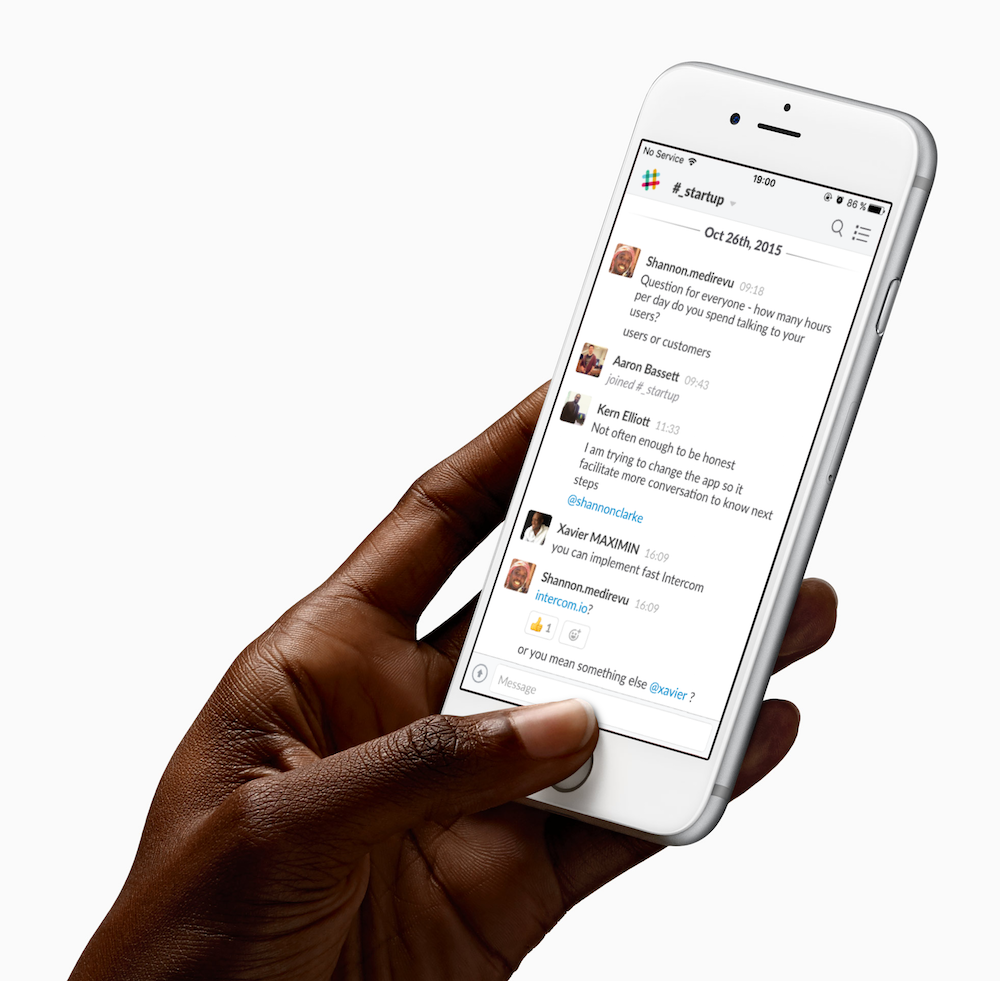 No Service
19:00
86 %
#_startup
Oct 26th, 2015
Shannon.medirevu 09:18
Question for everyone - how many hours
per day do you spend talking to your
users?
users or customers
Aaron Bassett 09:43
joined #_startup
Kern Elliott 11:33
Not often enough to be honest
I am trying to change the app so it
facilitate more conversation to know next
steps
@shannonclarke
Xavier MAXIMIN 16:09
you can implement fast Intercom
Shannon.medirevu 16:09
intercom.io?
1
or you mean something else @xavier ?
Message